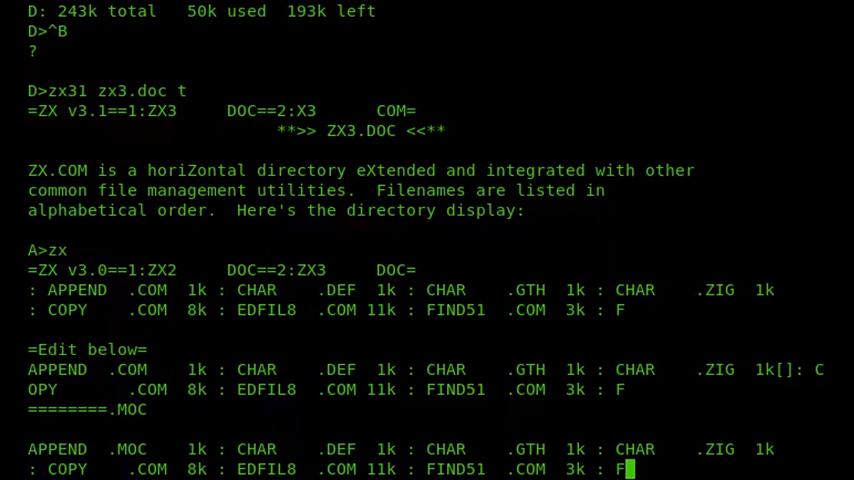 D: 243k total   50k used   193k left
D>^B
?
D>zx31 zx3.doc t
=ZX v3.1==1:ZX3     DOC==2:X3      COM=
**>> ZX3.DOC <<**
ZX.COM is a horiZontal directory eXtended and integrated with other
common file management utilities.  Filenames are listed in
alphabetical order.  Here's the directory display:
A>zx
=ZX v3.0==1:ZX2     DOC==2:ZX3     DOC=
: APPEND  .COM  1k : CHAR    .DEF  1k : CHAR    .GTH  1k : CHAR    .ZIG  1k
: COPY    .COM  8k : EDFIL8  .COM 11k : FIND51  .COM  3k : F
=Edit below=
APPEND  .COM    1k : CHAR    .DEF  1k : CHAR    .GTH  1k : CHAR    .ZIG  1k[]: C
OPY       .COM  8k : EDFIL8  .COM 11k : FIND51  .COM  3k : F
========.MOC
APPEND  .MOC    1k : CHAR    .DEF  1k : CHAR    .GTH  1k : CHAR    .ZIG  1k
: COPY    .COM  8k : EDFIL8  .COM 11k : FIND51  .COM  3k : F